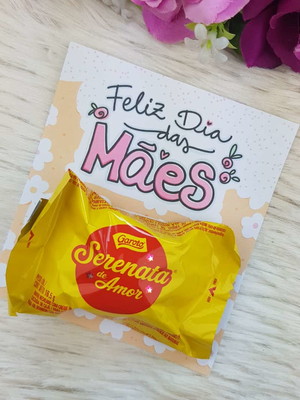 Feliz Dia
das
Mães
Garoto
Serenata
de
Amor